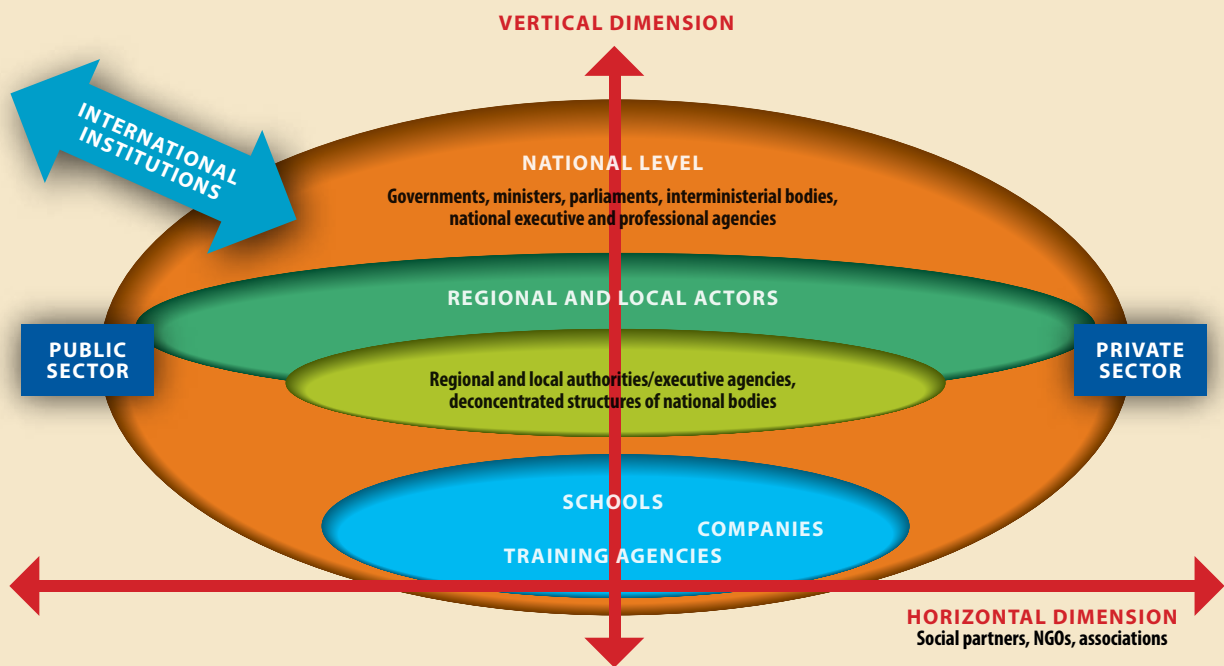 VERTICAL DIMENSION
INTERNATIONAL
INSTITUTIONS
NATIONAL LEVEL
Governments, ministers, parliaments, interministerial bodies,
national executive and professional agencies
REGIONAL AND LOCAL ACTORS
PUBLIC
SECTOR
PRIVATE
SECTOR
Regional and local authorities/executive agencies,
deconcentrated structures of national bodies
SCHOOLS
COMPANIES
TRAINING AGENCIES
HORIZONTAL DIMENSION
Social partners, NGOs, associations